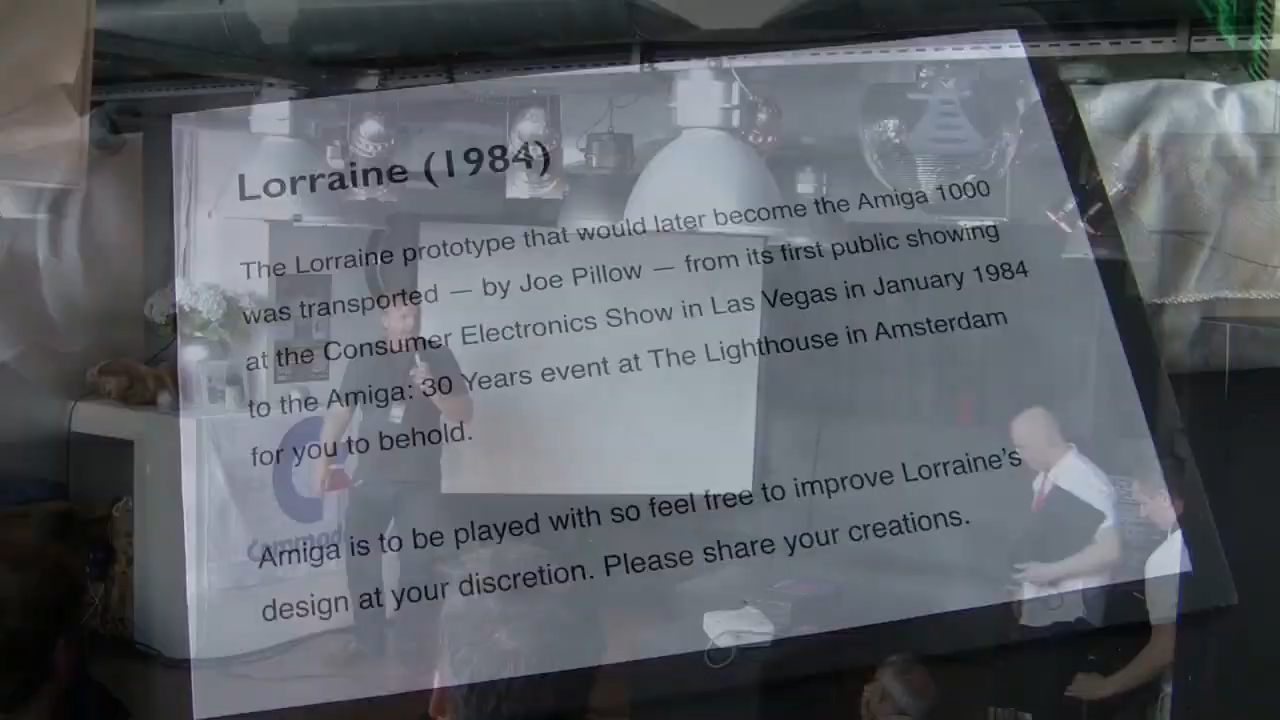 Lorraine (1984)
The Lorraine prototype that would later become the Amiga 1000
was transported — by Joe Pillow — from its first public showing
at the Consumer Electronics Show in Las Vegas in January 1984
to the Amiga: 30 Years event at The Lighthouse in Amsterdam
for you to behold.
Amiga is to be played with so feel free to improve Lorraine’s
design at your discretion. Please share your creations.